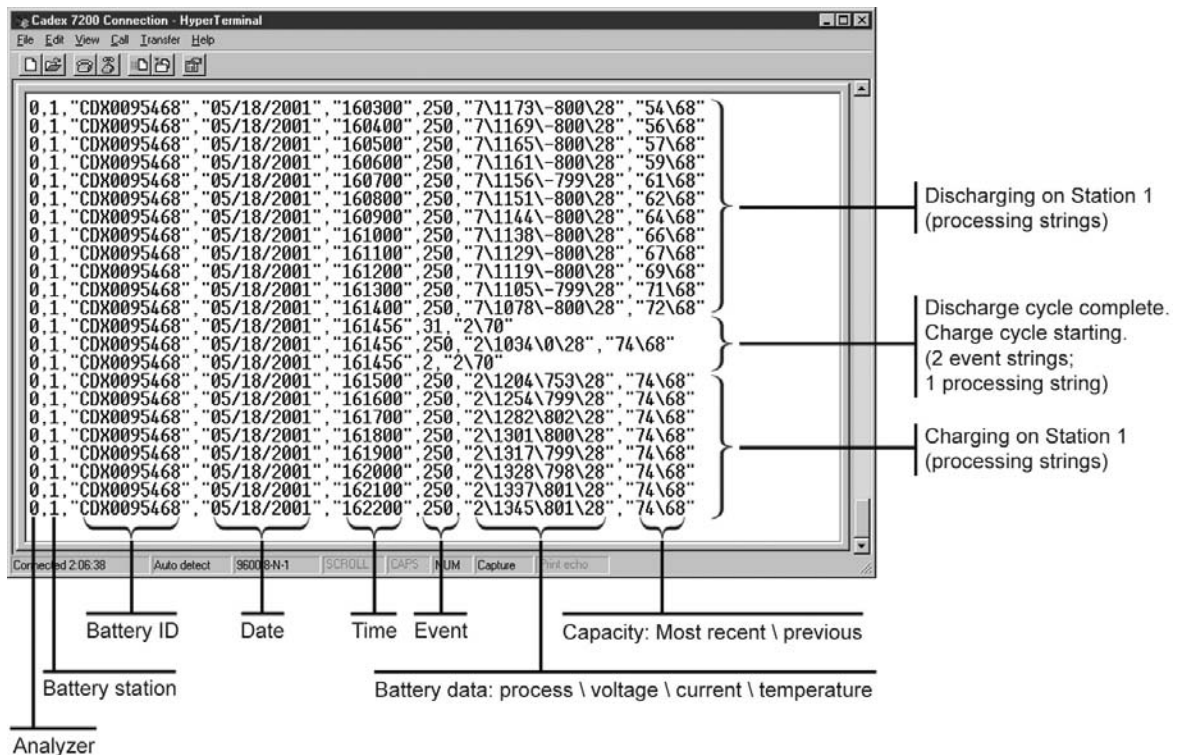 Cadex 7200 Connection - HyperTerminal
File Edit View Call Transfer Help
0,1,"CDX0095468","05/18/2001","160300",250,"7\1173\-800\28","54\68"
0,1,"CDX0095468","05/18/2001","160400",250,"7\1169\-800\28","56\68"
0,1,"CDX0095468","05/18/2001","160500",250,"7\1165\-800\28","57\68"
0,1,"CDX0095468","05/18/2001","160600",250,"7\1161\-800\28","59\68"
0,1,"CDX0095468","05/18/2001","160700",250,"7\1156\-799\28","61\68"
0,1,"CDX0095468","05/18/2001","160800",250,"7\1151\-800\28","62\68"
0,1,"CDX0095468","05/18/2001","160900",250,"7\1144\-800\28","64\68"
0,1,"CDX0095468","05/18/2001","161000",250,"7\1138\-800\28","66\68"
0,1,"CDX0095468","05/18/2001","161100",250,"7\1129\-800\28","67\68"
0,1,"CDX0095468","05/18/2001","161200",250,"7\1119\-800\28","69\68"
0,1,"CDX0095468","05/18/2001","161300",250,"7\1105\-799\28","71\68"
0,1,"CDX0095468","05/18/2001","161400",250,"7\1078\-800\28","72\68"
0,1,"CDX0095468","05/18/2001","161456",31,"2\70"
0,1,"CDX0095468","05/18/2001","161456",250,"2\1034\0\28","74\68"
0,1,"CDX0095468","05/18/2001","161456",2,"2\70"
0,1,"CDX0095468","05/18/2001","161500",250,"2\1204\753\28","74\68"
0,1,"CDX0095468","05/18/2001","161600",250,"2\1254\799\28","74\68"
0,1,"CDX0095468","05/18/2001","161700",250,"2\1282\802\28","74\68"
0,1,"CDX0095468","05/18/2001","161800",250,"2\1301\800\28","74\68"
0,1,"CDX0095468","05/18/2001","161900",250,"2\1317\799\28","74\68"
0,1,"CDX0095468","05/18/2001","162000",250,"2\1328\798\28","74\68"
0,1,"CDX0095468","05/18/2001","162100",250,"2\1337\801\28","74\68"
0,1,"CDX0095468","05/18/2001","162200",250,"2\1345\801\28","74\68"
Discharging on Station 1
(processing strings)
Discharge cycle complete.
Charge cycle starting.
(2 event strings;
1 processing string)
Charging on Station 1
(processing strings)
Connected 2:06:38 Auto detect 9600 8-N-1 SCROLL CAPS NUM Capture Print echo
Battery ID Date Time Event Capacity: Most recent \ previous
Battery station Battery data: process \ voltage \ current \ temperature
Analyzer